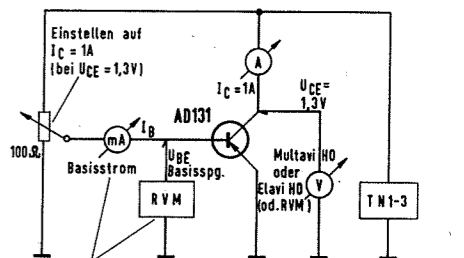 Einstellen auf
I_C = 1A
(bei U_CE = 1,3V)
A
I_C = 1A
U_CE =
1,3V
AD131
I_B
mA
100Ω
Basisstrom
U_BE
Basisspg.
RVM
Multavi HO
oder
Elavi HO
(od. RVM)
V
TN1-3